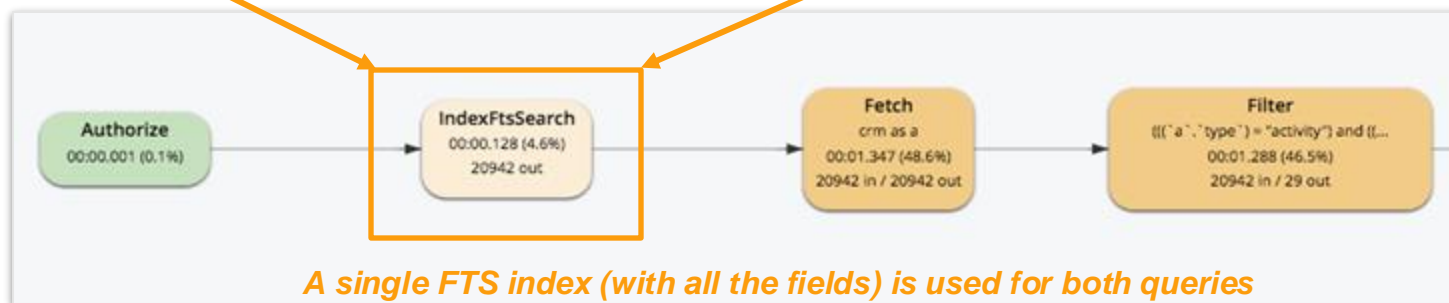 Authorize
00:00.001 (0.1%)
IndexFtsSearch
00:00.128 (4.6%)
20942 out
Fetch
crm as a
00:01.347 (48.6%)
20942 in / 20942 out
Filter
(((`a`.`type`) = "activity") and ((...
00:01.288 (46.5%)
20942 in / 29 out
A single FTS index (with all the fields) is used for both queries